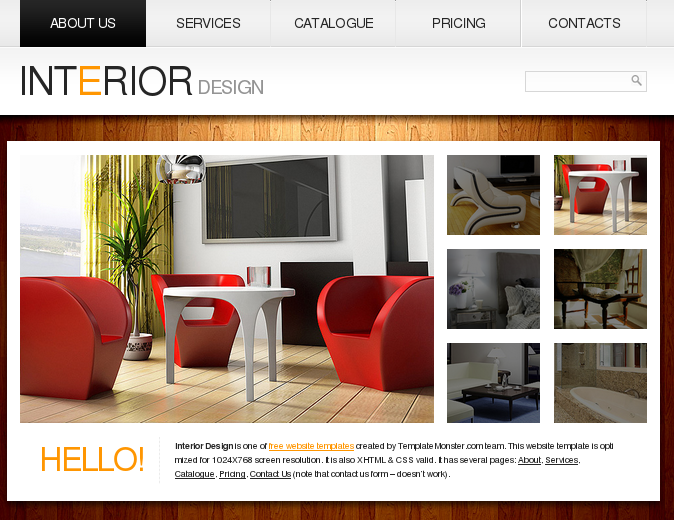 ABOUT US SERVICES CATALOGUE PRICING CONTACTS
INTERIOR DESIGN
HELLO!
Interior Design is one of free website templates created by TemplateMonster.com team. This website template is opti
mized for 1024X768 screen resolution. It is also XHTML & CSS valid. It has several pages: About, Services,
Catalogue, Pricing, Contact Us (note that contact us form – doesn't work).